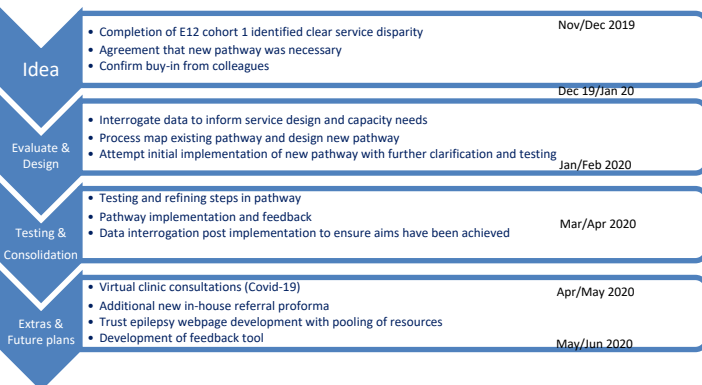 Nov/Dec 2019
Idea
• Completion of E12 cohort 1 identified clear service disparity
• Agreement that new pathway was necessary
• Confirm buy-in from colleagues
Dec 19/Jan 20
Evaluate &
Design
• Interrogate data to inform service design and capacity needs
• Process map existing pathway and design new pathway
• Attempt initial implementation of new pathway with further clarification and testing
Jan/Feb 2020
Testing &
Consolidation
• Testing and refining steps in pathway
• Pathway implementation and feedback
• Data interrogation post implementation to ensure aims have been achieved
Mar/Apr 2020
Extras &
Future plans
• Virtual clinic consultations (Covid-19)
• Additional new in-house referral proforma
• Trust epilepsy webpage development with pooling of resources
• Development of feedback tool
Apr/May 2020
May/Jun 2020